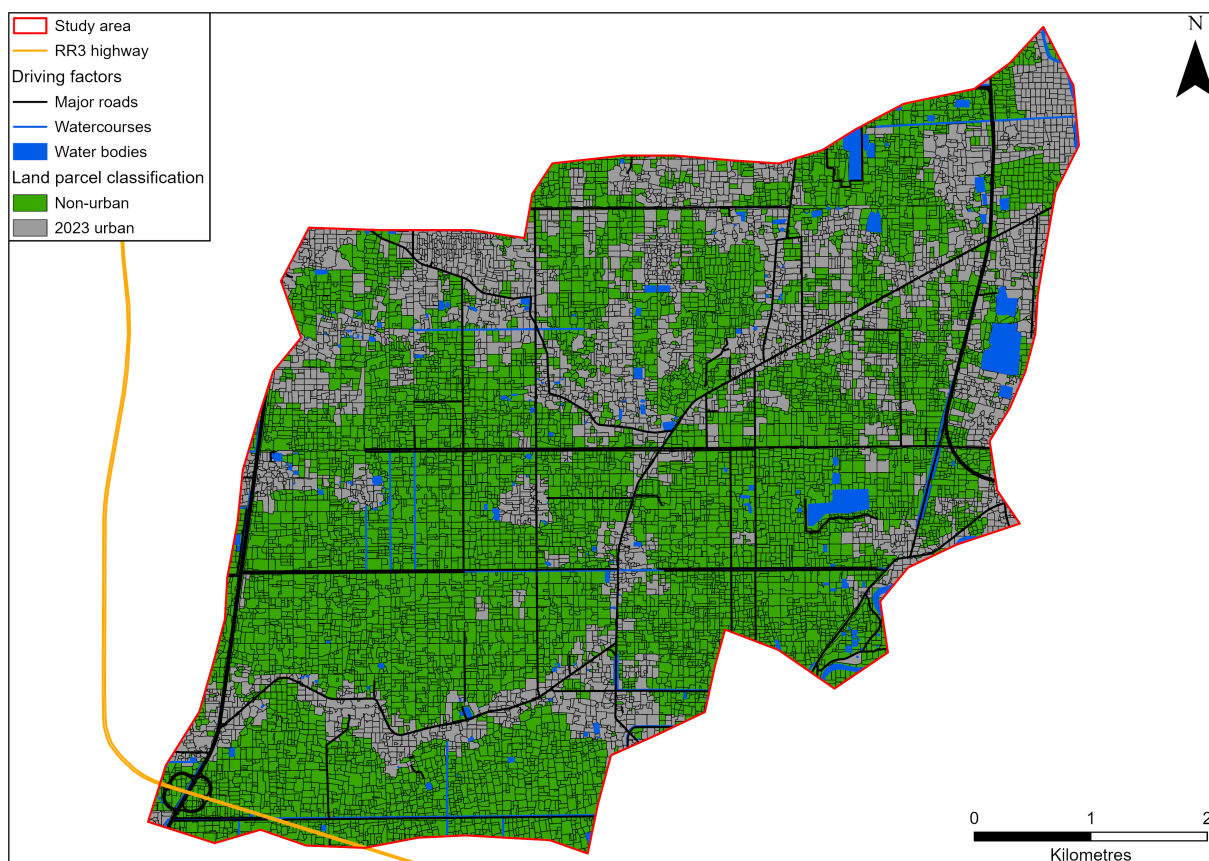 Study area
RR3 highway
Driving factors
Major roads
Watercourses
Water bodies
Land parcel classification
Non-urban
2023 urban
N
0 1 2
Kilometres